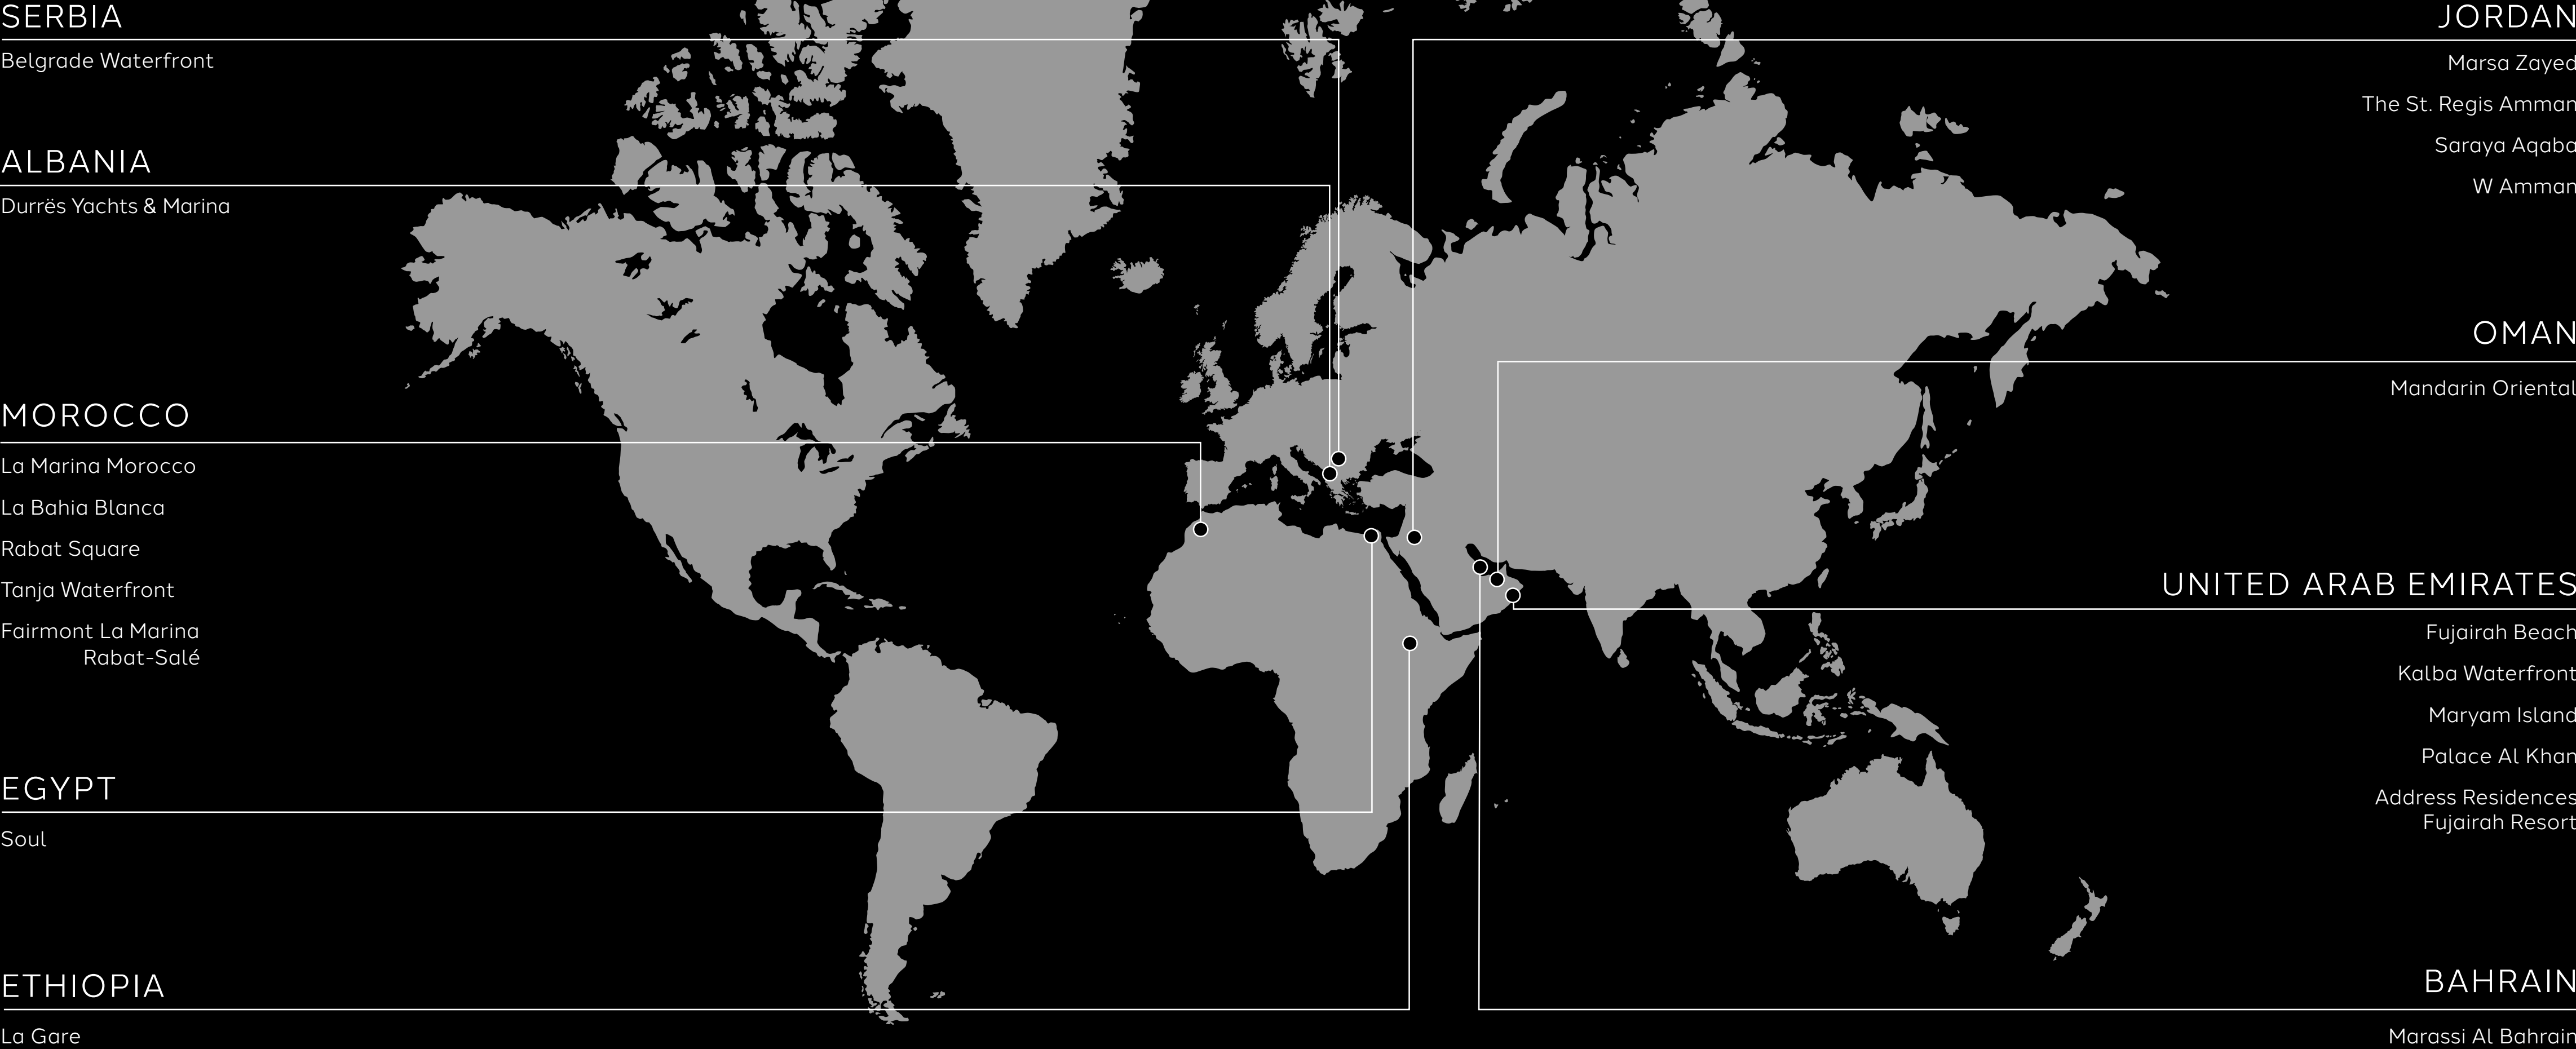 SERBIA
Belgrade Waterfront
ALBANIA
Durrës Yachts & Marina
MOROCCO
La Marina Morocco
La Bahia Blanca
Rabat Square
Tanja Waterfront
Fairmont La Marina
Rabat-Salé
EGYPT
Soul
ETHIOPIA
La Gare
JORDAN
Marsa Zayed
The St. Regis Amman
Saraya Aqaba
W Amman
OMAN
Mandarin Oriental
UNITED ARAB EMIRATES
Fujairah Beach
Kalba Waterfront
Maryam Island
Palace Al Khan
Address Residences
Fujairah Resort
BAHRAIN
Marassi Al Bahrain